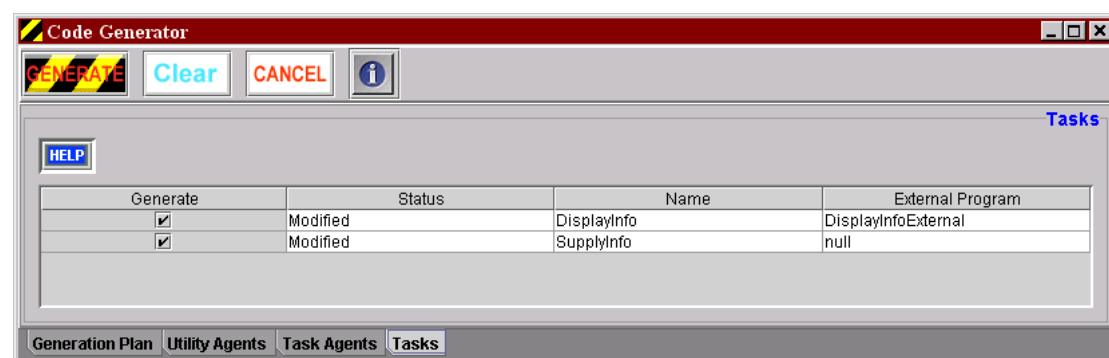 Code Generator
GENERATE Clear CANCEL
Tasks
HELP
Generate Status Name External Program
Modified DisplayInfo DisplayInfoExternal
Modified SupplyInfo null
Generation Plan Utility Agents Task Agents Tasks